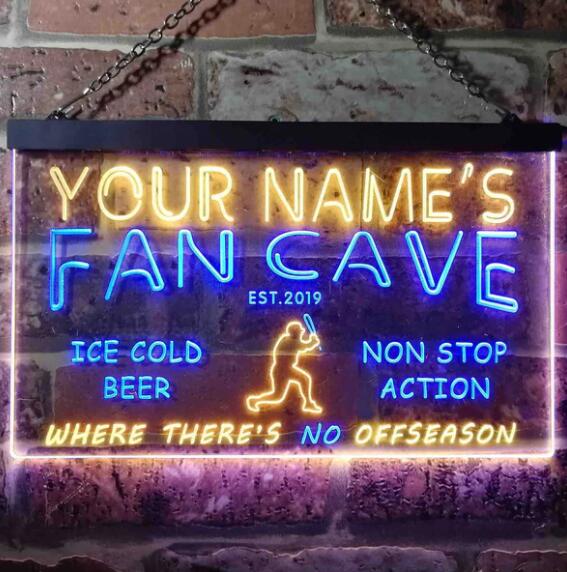 YOUR NAME'S
FAN CAVE
EST.2019
ICE COLD
BEER
NON STOP
ACTION
WHERE THERE'S NO OFFSEASON